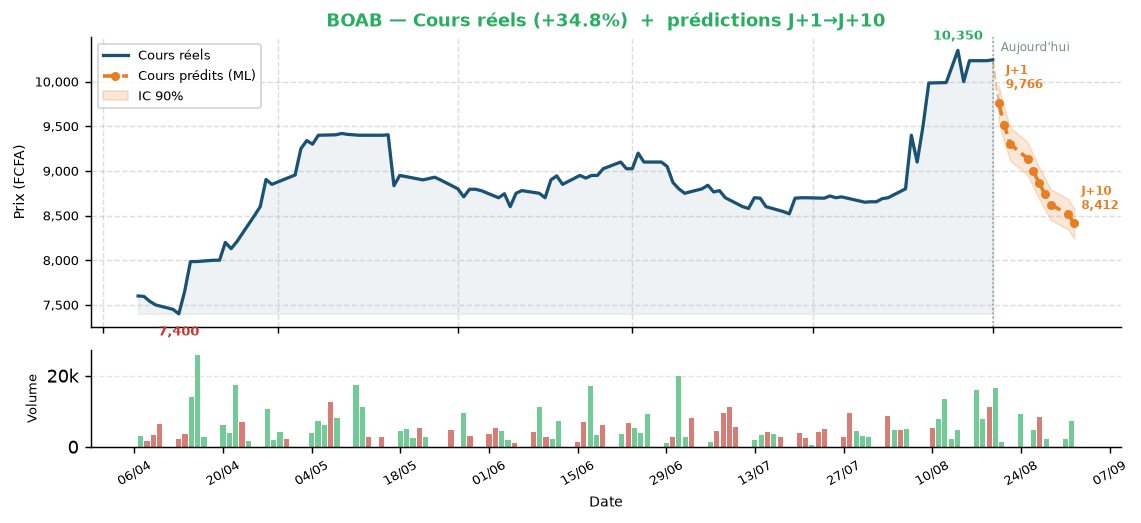 BOAB — Cours réels (+34.8%)  +  prédictions J+1→J+10
Cours réels
Cours prédits (ML)
IC 90%
10,350
Aujourd'hui
J+1
9,766
J+10
8,412
7,400
Prix (FCFA)
10,000
9,500
9,000
8,500
8,000
7,500
Volume
20k
0
06/04
20/04
04/05
18/05
01/06
15/06
29/06
13/07
27/07
10/08
24/08
07/09
Date